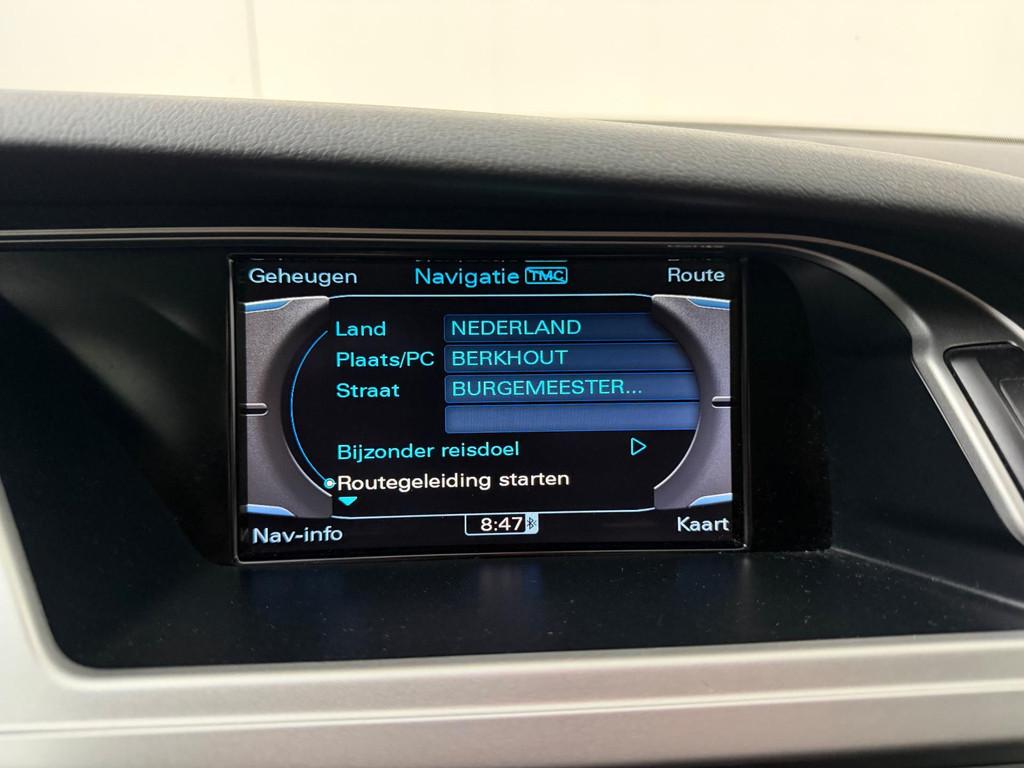 Geheugen Navigatie TMC Route
Land NEDERLAND
Plaats/PC BERKHOUT
Straat BURGEMEESTER...
Bijzonder reisdoel
Routegeleiding starten
Nav-info 8:47 Kaart